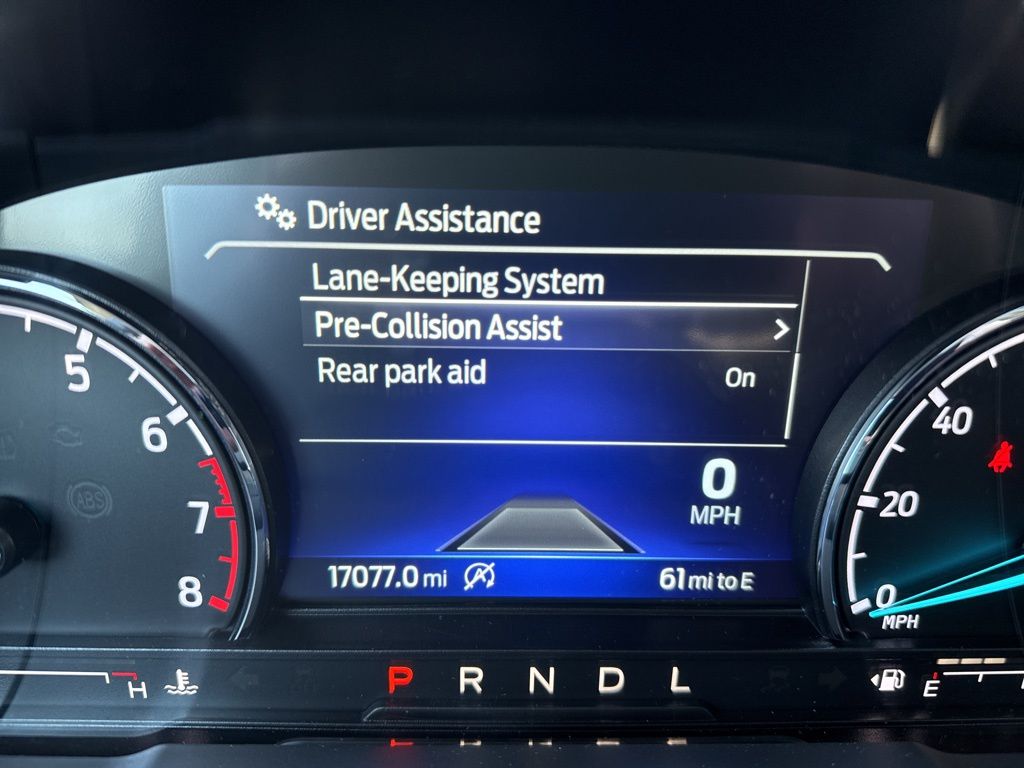 Driver Assistance
Lane-Keeping System
Pre-Collision Assist
Rear park aid On
5
6
7
8
ABS
40
20
0
MPH
0
MPH
17077.0 mi A 61 mi to E
H
P R N D L
E